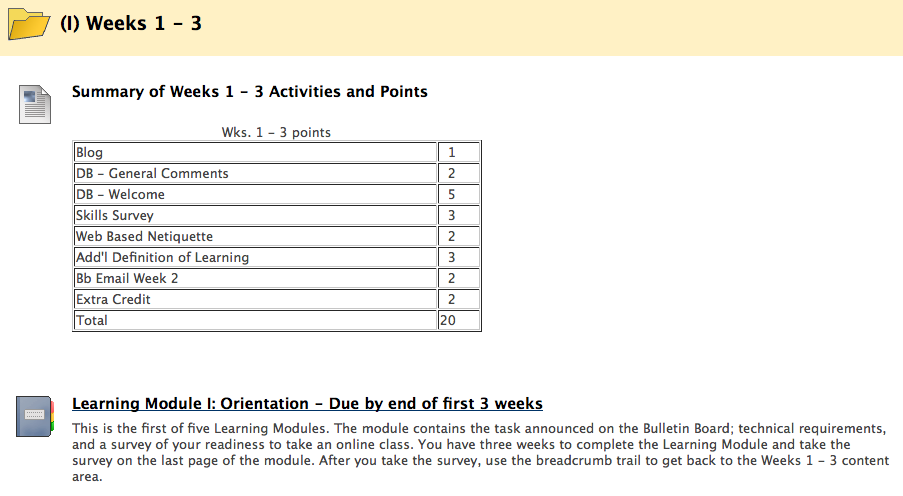 (I) Weeks 1 - 3
Summary of Weeks 1 - 3 Activities and Points
Wks. 1 - 3 points
Blog 1
DB - General Comments 2
DB - Welcome 5
Skills Survey 3
Web Based Netiquette 2
Add'l Definition of Learning 3
Bb Email Week 2 2
Extra Credit 2
Total 20
Learning Module I: Orientation - Due by end of first 3 weeks
This is the first of five Learning Modules. The module contains the task announced on the Bulletin Board; technical requirements,
and a survey of your readiness to take an online class. You have three weeks to complete the Learning Module and take the
survey on the last page of the module. After you take the survey, use the breadcrumb trail to get back to the Weeks 1 - 3 content
area.